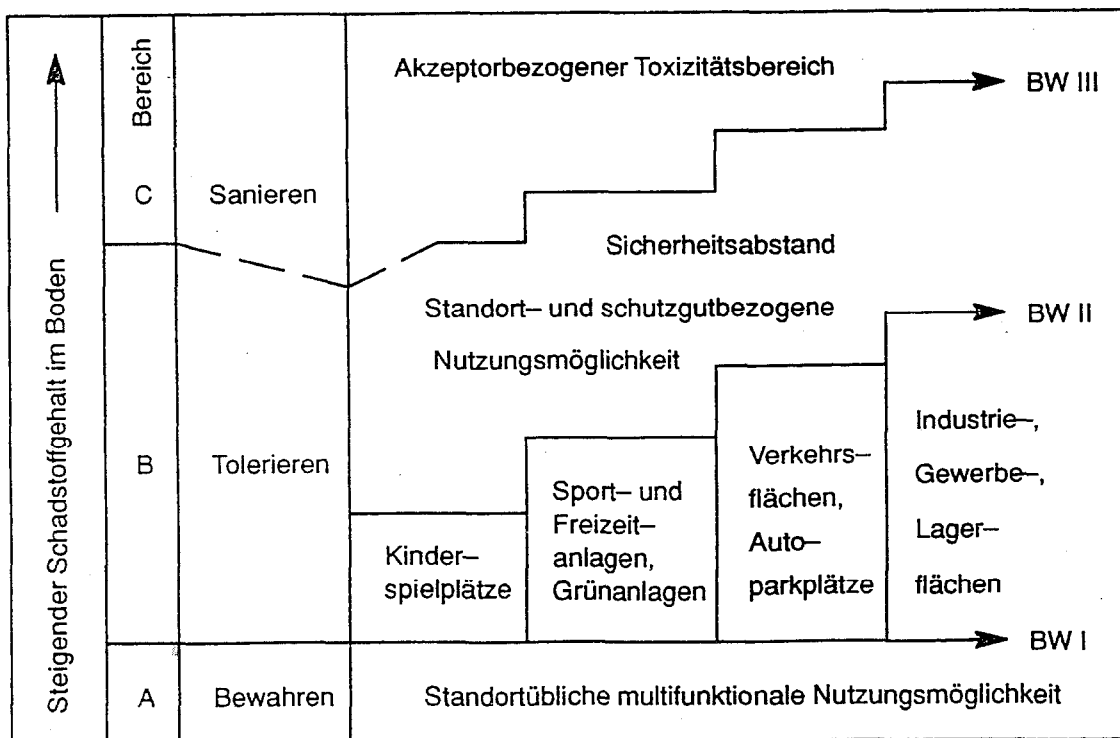 Steigender Schadstoffgehalt im Boden
Bereich
C
Sanieren
Akzeptorbezogener Toxizitätsbereich
BW III
Sicherheitsabstand
B
Tolerieren
Standort– und schutzgutbezogene
Nutzungsmöglichkeit
BW II
Kinder–
spielplätze
Sport– und
Freizeit–
anlagen,
Grünanlagen
Verkehrs–
flächen,
Auto–
parkplätze
Industrie–,
Gewerbe–,
Lager–
flächen
BW I
A
Bewahren
Standortübliche multifunktionale Nutzungsmöglichkeit